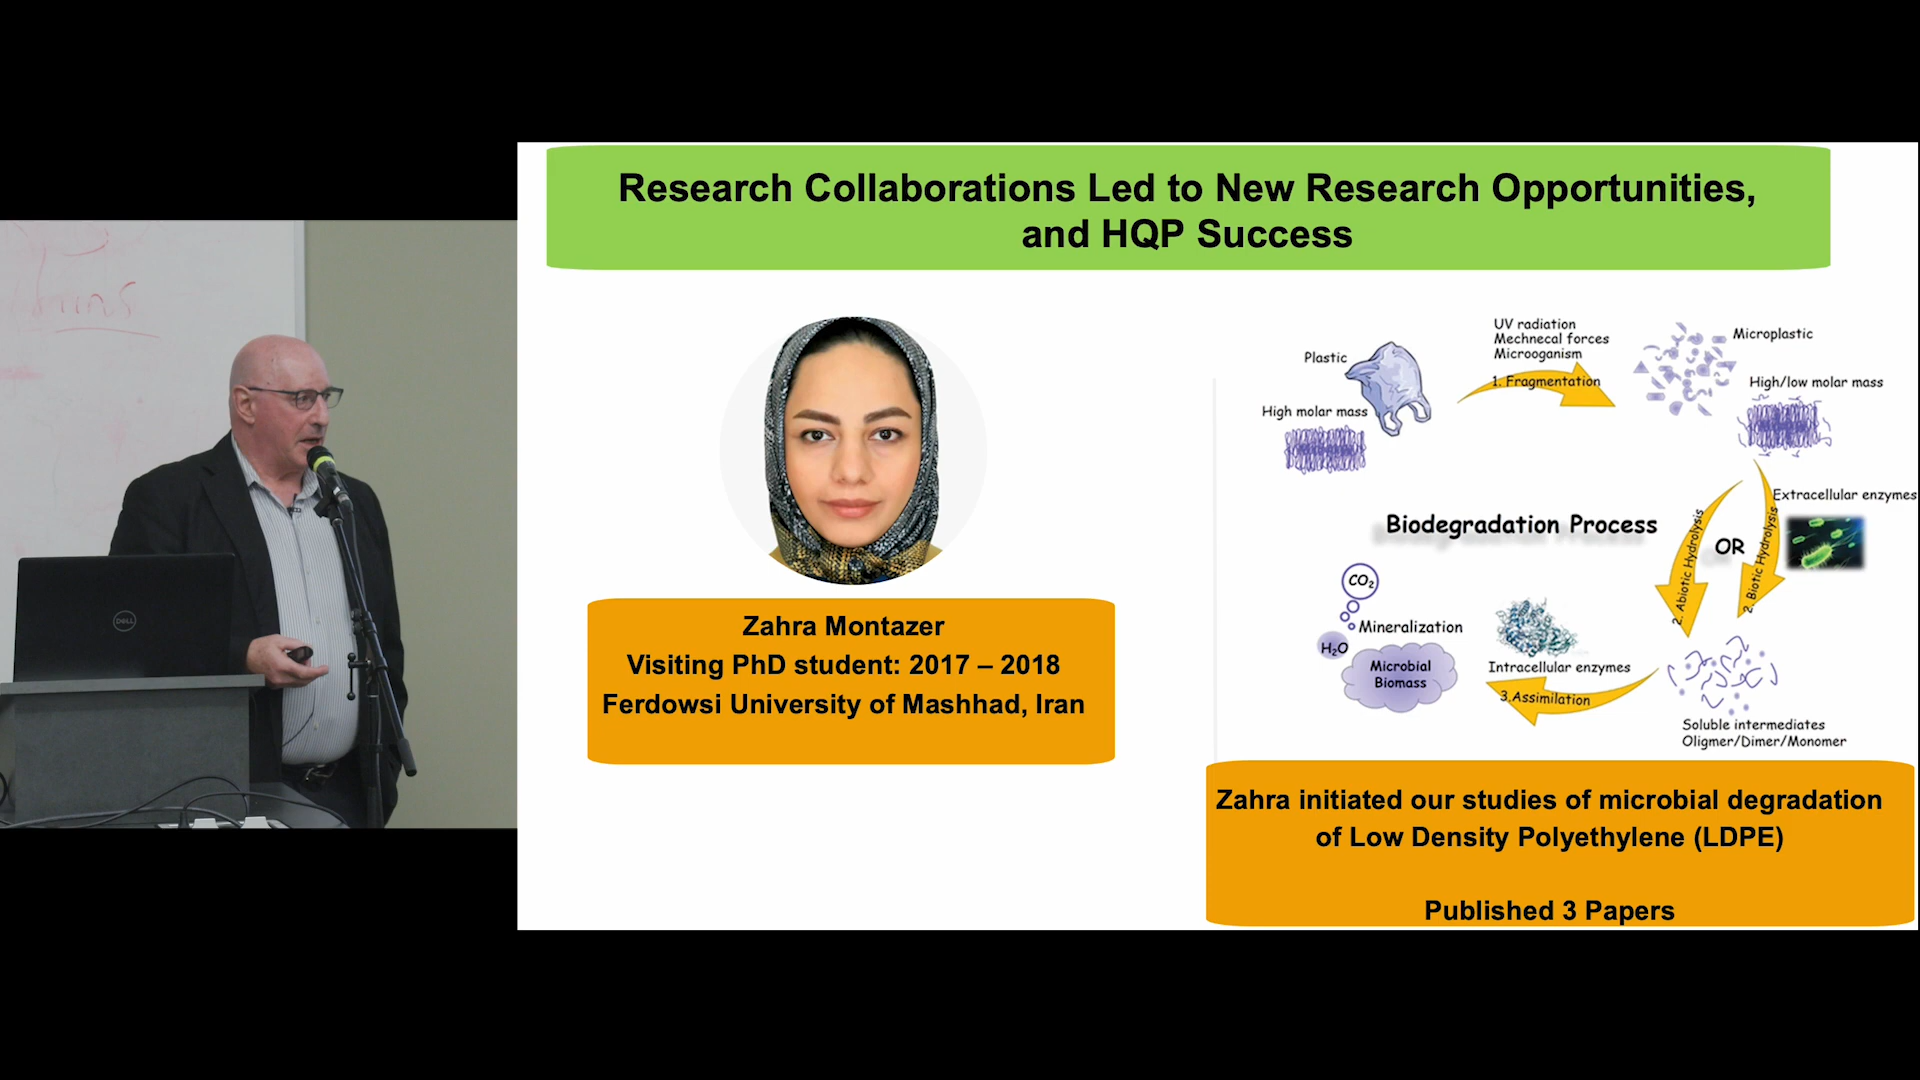 Research Collaborations Led to New Research Opportunities,
and HQP Success
Zahra Montazer
Visiting PhD student: 2017 – 2018
Ferdowsi University of Mashhad, Iran
UV radiation
Mechnecal forces
Microoganism
1. Fragmentation
Plastic
High molar mass
Microplastic
High/low molar mass
Extracellular enzymes
Biodegradation Process
2. Abiotic Hydrolysis
OR
2. Biotic Hydrolysis
CO₂
H₂O
Mineralization
Microbial
Biomass
Intracellular enzymes
3.Assimilation
Soluble intermediates
Oligmer/Dimer/Monomer
Zahra initiated our studies of microbial degradation
of Low Density Polyethylene (LDPE)
Published 3 Papers
DELL